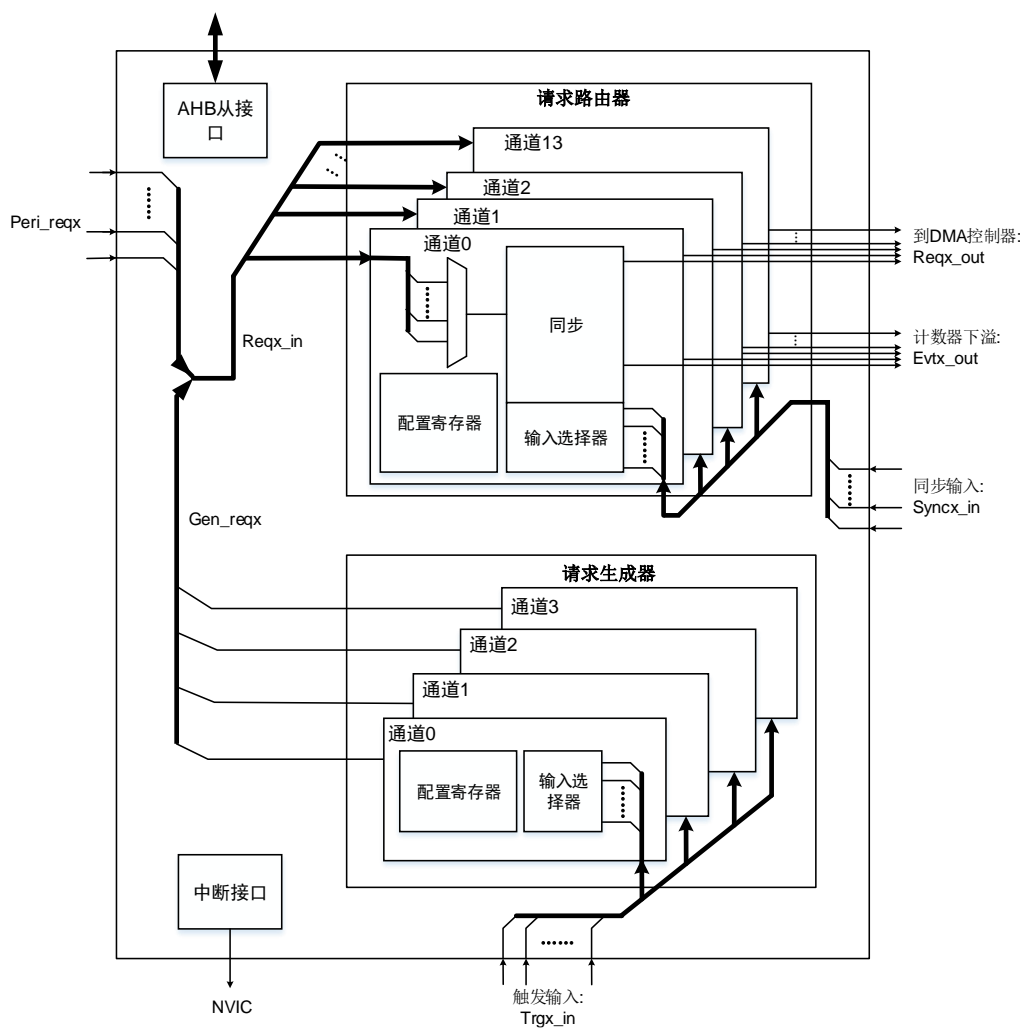 AHB从接
口
请求路由器
通道13
通道2
通道1
通道0
Peri_reqx
到DMA控制器:
Reqx_out
同步
Reqx_in
计数器下溢:
Evtx_out
配置寄存器
输入选择器
同步输入:
Syncx_in
Gen_reqx
请求生成器
通道3
通道2
通道1
通道0
配置寄存器
输入选
择器
中断接口
NVIC
触发输入:
Trgx_in